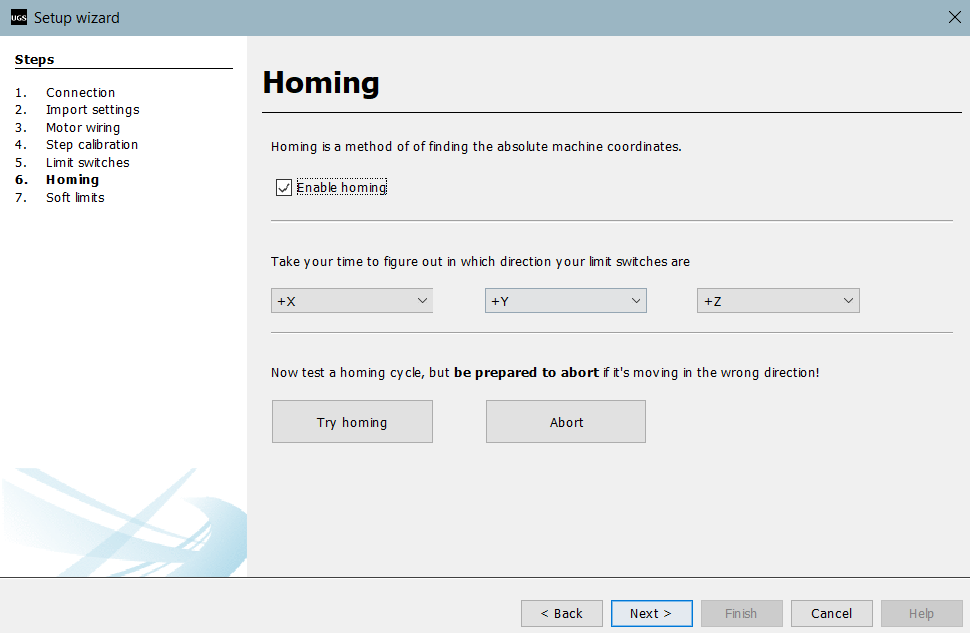 UGS Setup wizard
Steps
1. Connection
2. Import settings
3. Motor wiring
4. Step calibration
5. Limit switches
6. Homing
7. Soft limits
Homing
Homing is a method of of finding the absolute machine coordinates.
Enable homing
Take your time to figure out in which direction your limit switches are
+X +Y +Z
Now test a homing cycle, but be prepared to abort if it's moving in the wrong direction!
Try homing Abort
< Back Next > Finish Cancel Help